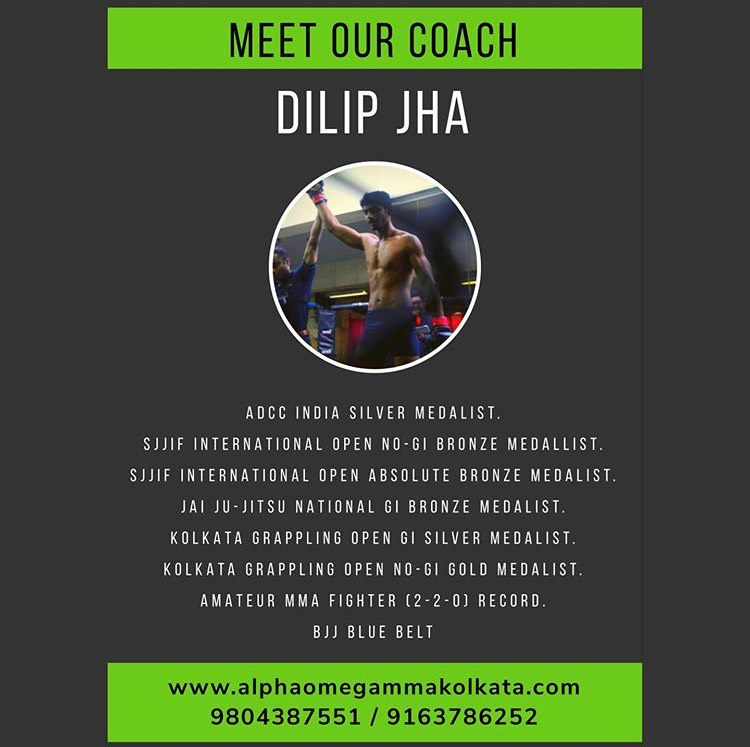 MEET OUR COACH
DILIP JHA
ADCC INDIA SILVER MEDALIST.
SJJIF INTERNATIONAL OPEN NO-GI BRONZE MEDALLIST.
SJJIF INTERNATIONAL OPEN ABSOLUTE BRONZE MEDALIST.
JAI JU-JITSU NATIONAL GI BRONZE MEDALIST.
KOLKATA GRAPPLING OPEN GI SILVER MEDALIST.
KOLKATA GRAPPLING OPEN NO-GI GOLD MEDALIST.
AMATEUR MMA FIGHTER (2-2-0) RECORD.
BJJ BLUE BELT
www.alphaomegammakolkata.com
9804387551 / 9163786252